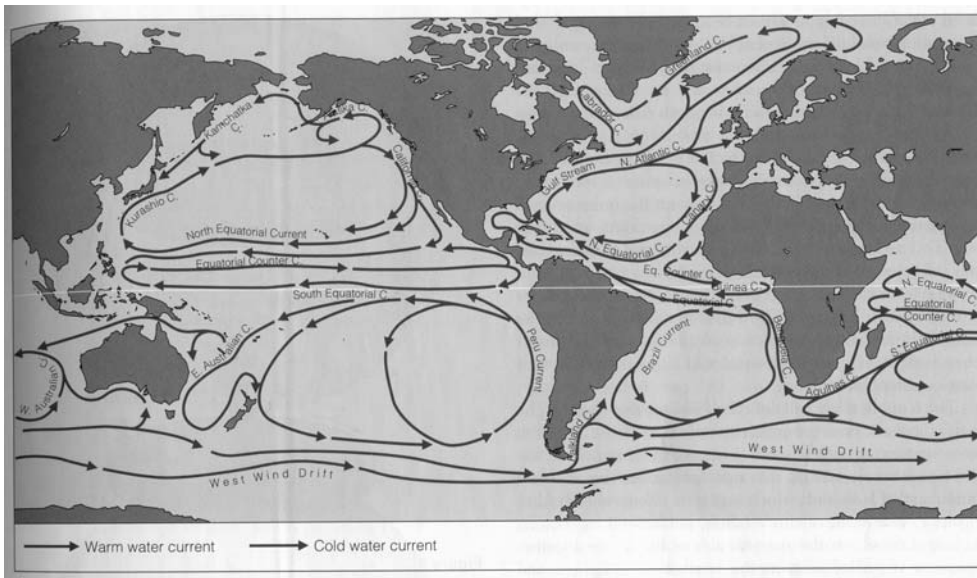 Greenland C.
Labrador C.
Kamchatka
C.
Alaska C.
California
N. Atlantic C.
Gulf Stream
Kurashio C.
Canary C.
North Equatorial Current
N. Equatorial C.
Equatorial Counter C.
Eq. Counter C.
Guinea C.
N. Equatorial C.
South Equatorial C.
S. Equatorial C.
Equatorial
Counter C.
E. Australian C.
Peru Current
Brazil Current
Benguela C.
S. Equatorial C.
W. Australian C.
Agulhas C.
Falkland C.
West Wind Drift
West Wind Drift
Warm water current
Cold water current